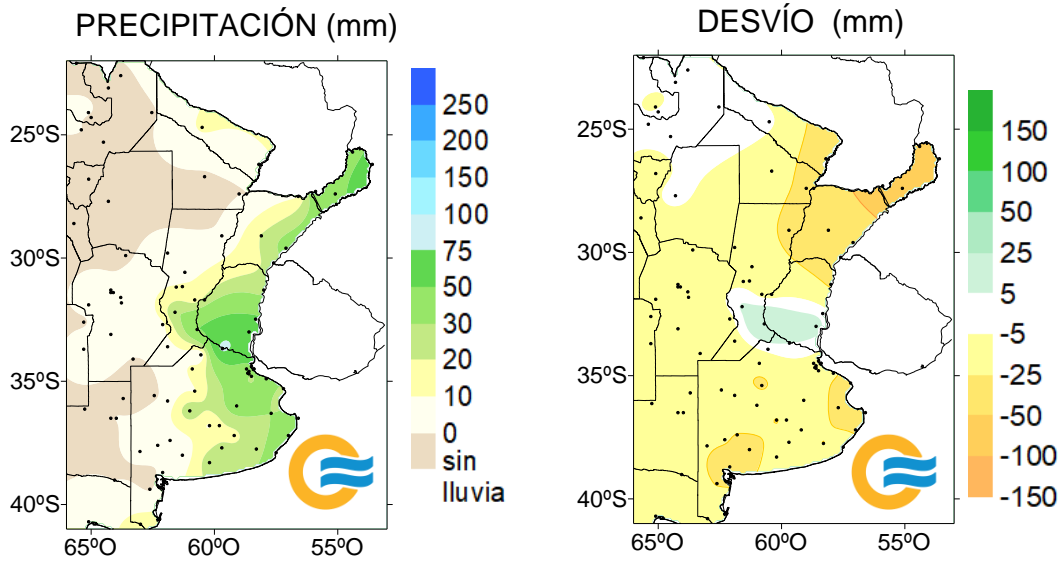 PRECIPITACIÓN (mm)
25ºS
30ºS
35ºS
40ºS
65ºO 60ºO 55ºO
250
200
150
100
75
50
30
20
10
0
sin
lluvia
DESVÍO (mm)
25ºS
30ºS
35ºS
40ºS
65ºO 60ºO 55ºO
150
100
50
25
5
-5
-25
-50
-100
-150